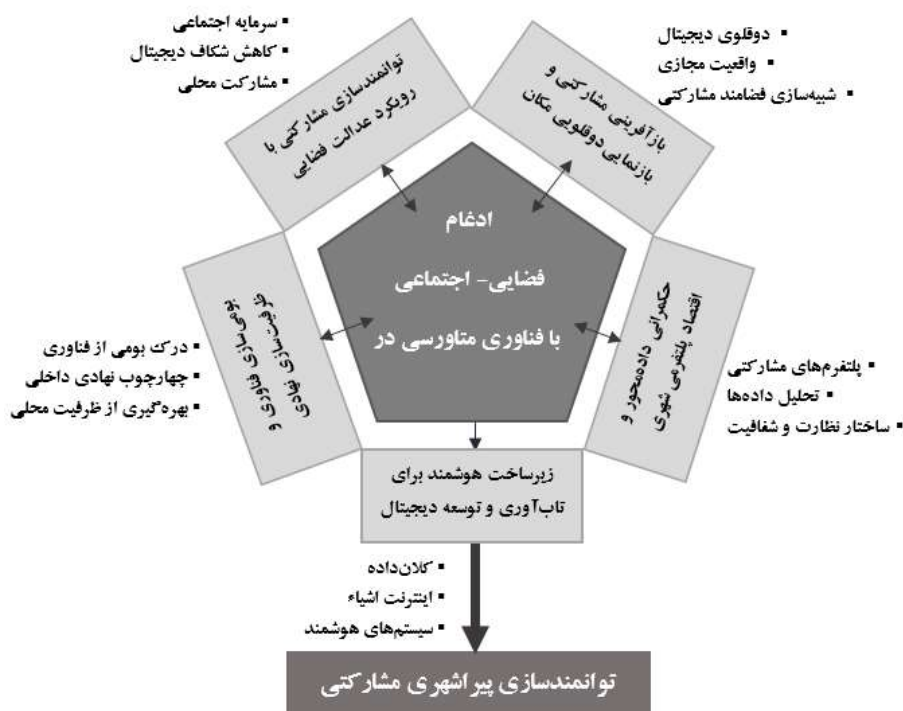 سرمایه اجتماعی
کاهش شکاف دیجیتال
مشارکت محلی
دوقلوی دیجیتال
واقعیت مجازی
شبیه‌سازی فضامند مشارکتی
توانمندسازی مشارکتی با
رویکرد عدالت فضایی
بازآفرینی مشارکتی و
بازنمایی دوقلویی مکان
ادغام
فضایی- اجتماعی
با فناوری متاورسی در
بومی‌سازی فناوری و
ظرفیت‌سازی نهادی
حکمرانی داده‌محور و
اقتصاد پلتفرمی شهری
درک بومی از فناوری
چهارچوب نهادی داخلی
بهره‌گیری از ظرفیت محلی
پلتفرم‌های مشارکتی
تحلیل داده‌ها
ساختار نظارت و شفافیت
زیرساخت هوشمند برای
تاب‌آوری و توسعه دیجیتال
کلان‌داده
اینترنت اشیاء
سیستم‌های هوشمند
توانمندسازی پیراشهری مشارکتی